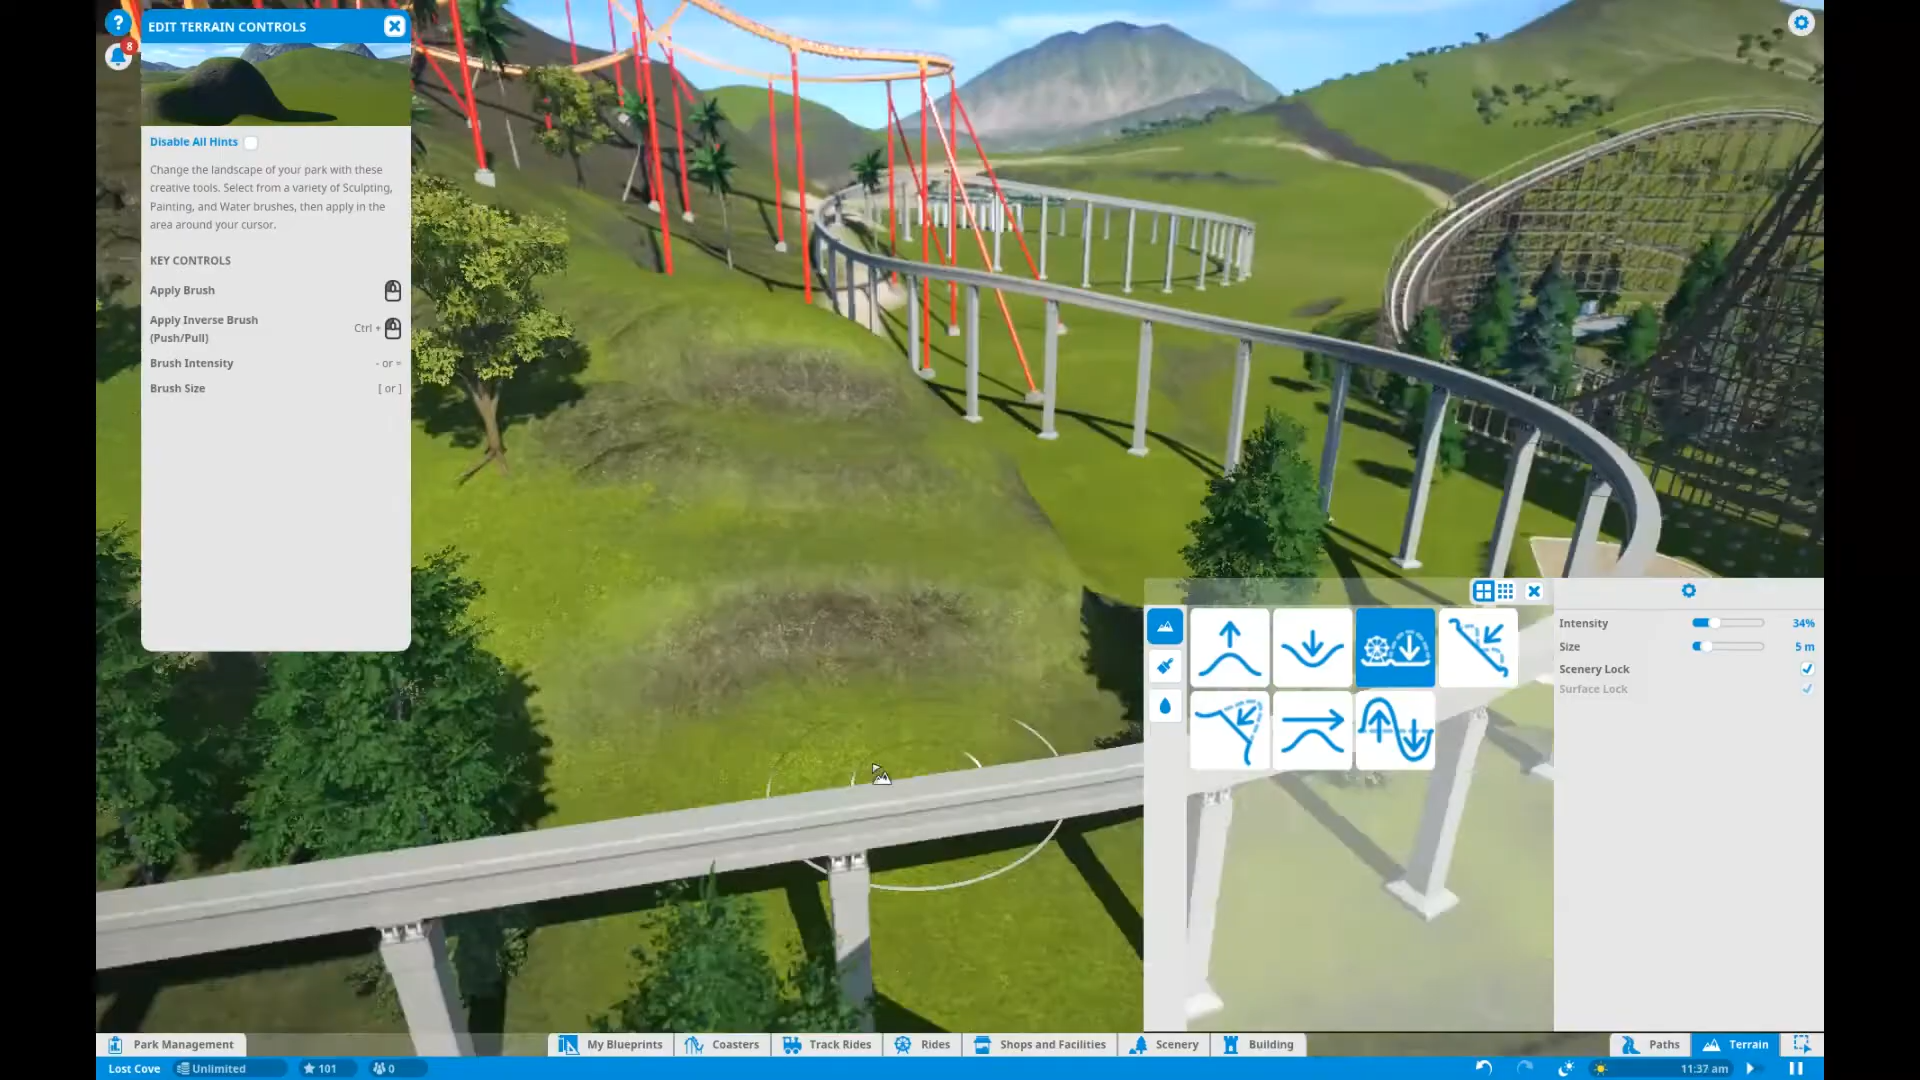 ?
EDIT TERRAIN CONTROLS
8
Disable All Hints
Change the landscape of your park with these
creative tools. Select from a variety of Sculpting,
Painting, and Water brushes, then apply in the
area around your cursor.
KEY CONTROLS
Apply Brush
Apply Inverse Brush
(Push/Pull)
Ctrl +
Brush Intensity
- or =
Brush Size
[ or ]
Intensity
34%
Size
5 m
Scenery Lock
Surface Lock
Park Management
My Blueprints
Coasters
Track Rides
Rides
Shops and Facilities
Scenery
Building
Paths
Terrain
Lost Cove
Unlimited
101
0
11:37 am